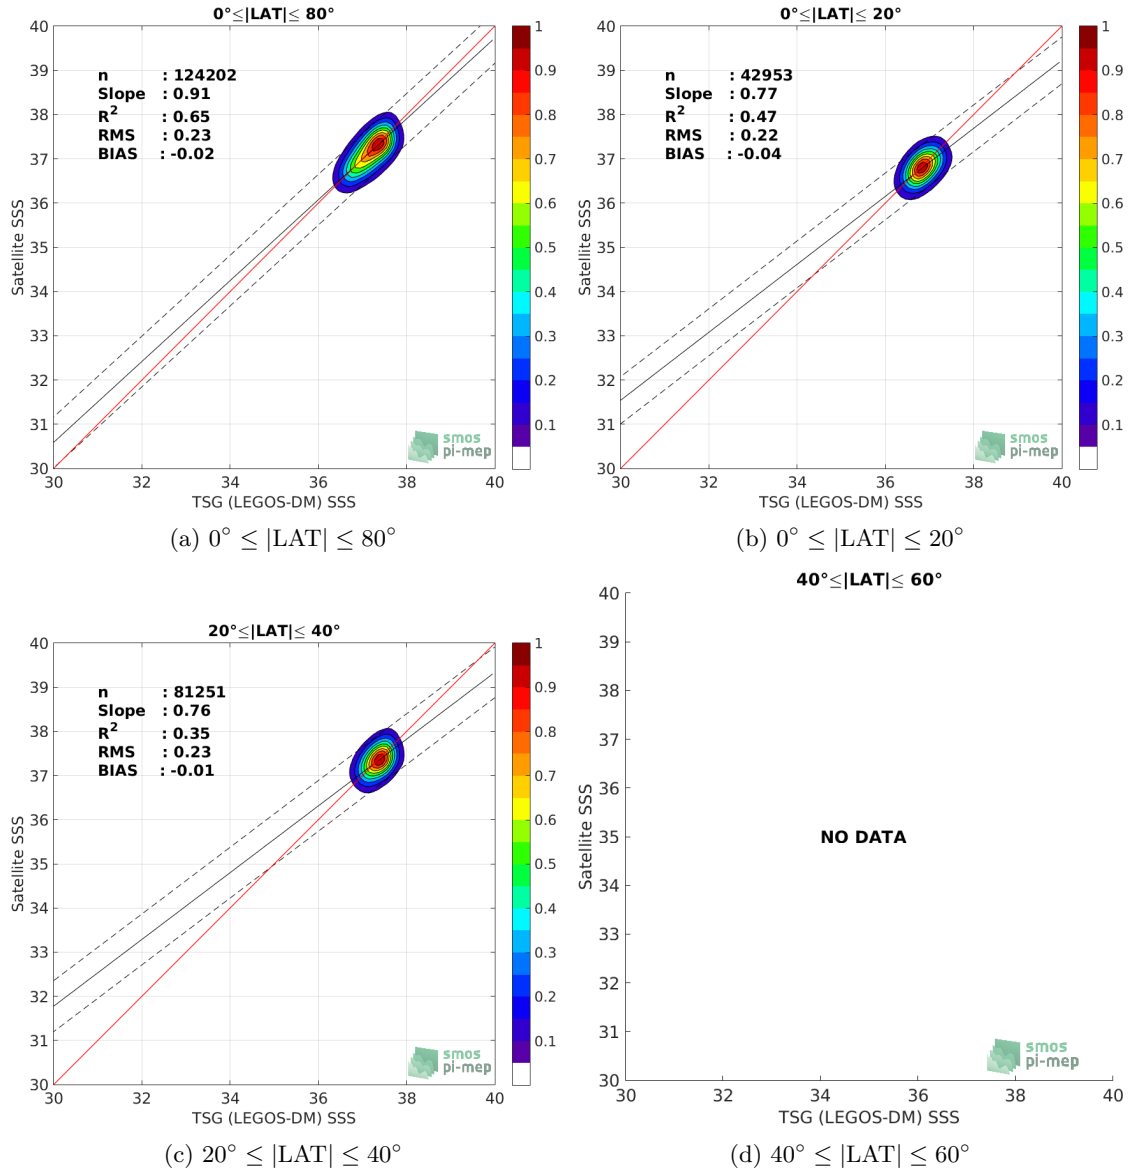 0°≤|LAT|≤ 80°
40
39
38
37
36
35
34
33
32
31
30
Satellite SSS
n : 124202
Slope : 0.91
R2 : 0.65
RMS : 0.23
BIAS : -0.02
smos
pi-mep
30 32 34 36 38 40
TSG (LEGOS-DM) SSS
1
0.9
0.8
0.7
0.6
0.5
0.4
0.3
0.2
0.1
(a) 0° ≤ |LAT| ≤ 80°
0°≤|LAT|≤ 20°
40
39
38
37
36
35
34
33
32
31
30
Satellite SSS
n : 42953
Slope : 0.77
R2 : 0.47
RMS : 0.22
BIAS : -0.04
smos
pi-mep
30 32 34 36 38 40
TSG (LEGOS-DM) SSS
1
0.9
0.8
0.7
0.6
0.5
0.4
0.3
0.2
0.1
(b) 0° ≤ |LAT| ≤ 20°
20°≤|LAT|≤ 40°
40
39
38
37
36
35
34
33
32
31
30
Satellite SSS
n : 81251
Slope : 0.76
R2 : 0.35
RMS : 0.23
BIAS : -0.01
smos
pi-mep
30 32 34 36 38 40
TSG (LEGOS-DM) SSS
1
0.9
0.8
0.7
0.6
0.5
0.4
0.3
0.2
0.1
(c) 20° ≤ |LAT| ≤ 40°
40°≤|LAT|≤ 60°
40
39
38
37
36
35
34
33
32
31
30
Satellite SSS
NO DATA
smos
pi-mep
30 32 34 36 38 40
TSG (LEGOS-DM) SSS
(d) 40° ≤ |LAT| ≤ 60°